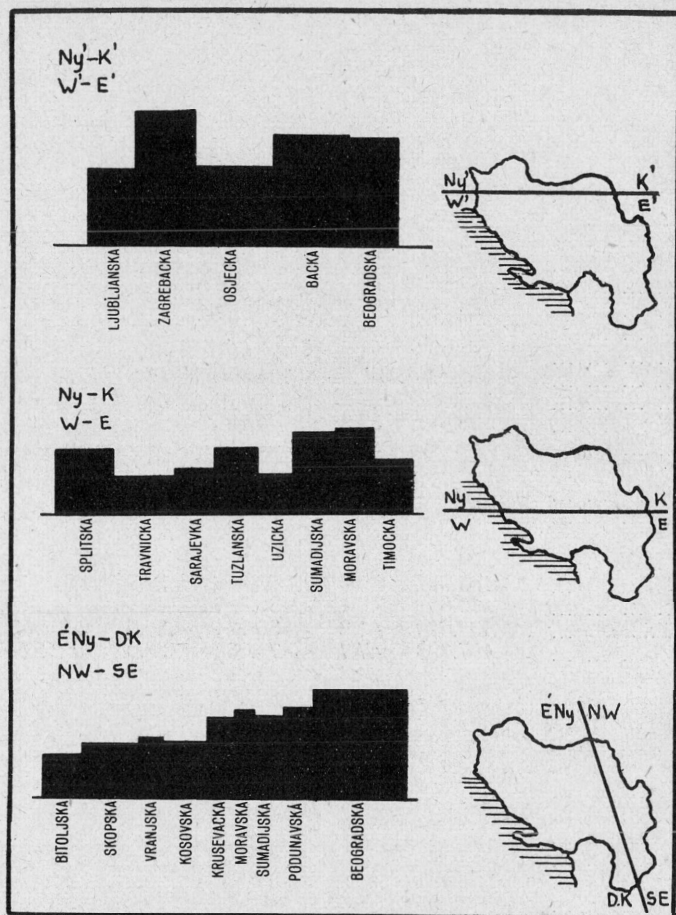 Ny'-K'
W'-E'
LJUBLJANSKA
ZAGREBACKA
OSJECKA
BACKA
BEOGRADSKA
Ny' K'
W' E'
Ny-K
W-E
SPLITSKA
TRAVNICKA
SARAJEVKA
TUZLANSKA
UZICKA
SUMADIJSKA
MORAVSKA
TIMOCKA
Ny K
W E
ÉNy-DK
NW-SE
BITOLJSKA
SKOPSKA
VRANJSKA
KOSOVSKA
KRUSEVACKA
MORAVSKA
SUMADIJSKA
PODUNAVSKA
BEOGRADSKA
ÉNy NW
DK SE